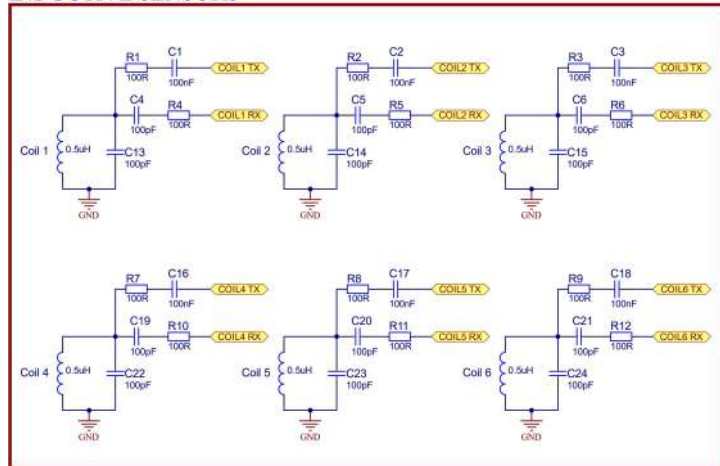 R1 C1 COIL1 TX
100R 100nF
C4 R4 COIL1 RX
100pF 100R
Coil 1 0.5uH C13
100pF
GND
R2 C2 COIL2 TX
100R 100nF
C5 R5 COIL2 RX
100pF 100R
Coil 2 0.5uH C14
100pF
GND
R3 C3 COIL3 TX
100R 100nF
C6 R6 COIL3 RX
100pF 100R
Coil 3 0.5uH C15
100pF
GND
R7 C16 COIL4 TX
100R 100nF
C19 R10 COIL4 RX
100pF 100R
Coil 4 0.5uH C22
100pF
GND
R8 C17 COIL5 TX
100R 100nF
C20 R11 COIL5 RX
100pF 100R
Coil 5 0.5uH C23
100pF
GND
R9 C18 COIL6 TX
100R 100nF
C21 R12 COIL6 RX
100pF 100R
Coil 6 0.5uH C24
100pF
GND